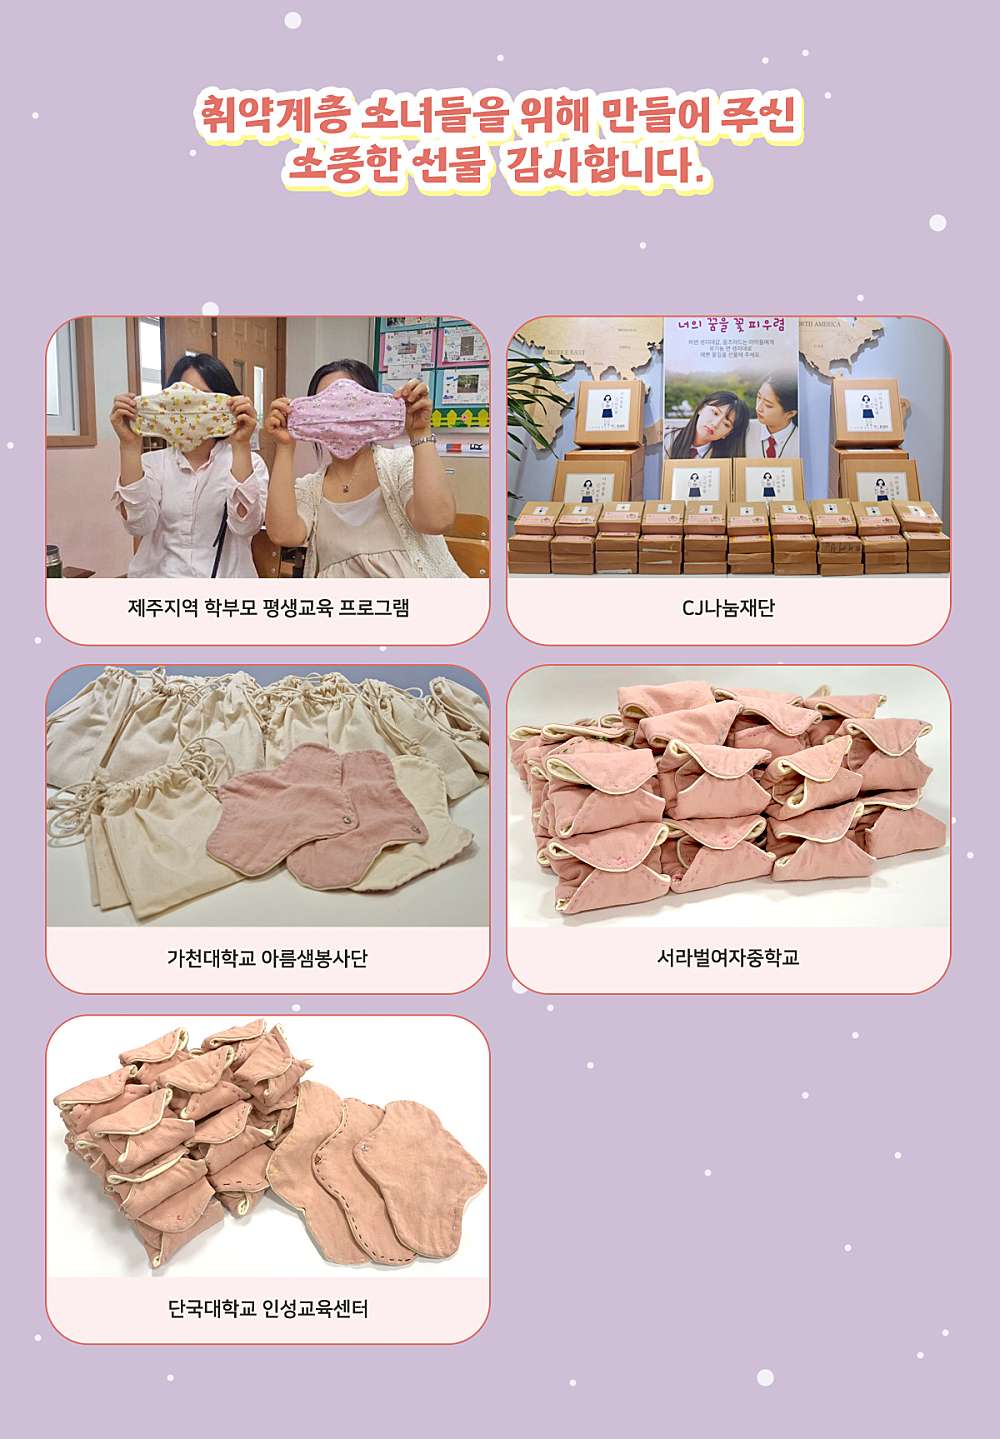 취약계층 소녀들을 위해 만들어 주신
소중한 선물 감사합니다.
너의 꿈을 꽃 피우렴
NORTH AMERICA
MIDDLE EAST
제주지역 학부모 평생교육 프로그램
CJ나눔재단
가천대학교 아름샘봉사단
서라벌여자중학교
단국대학교 인성교육센터